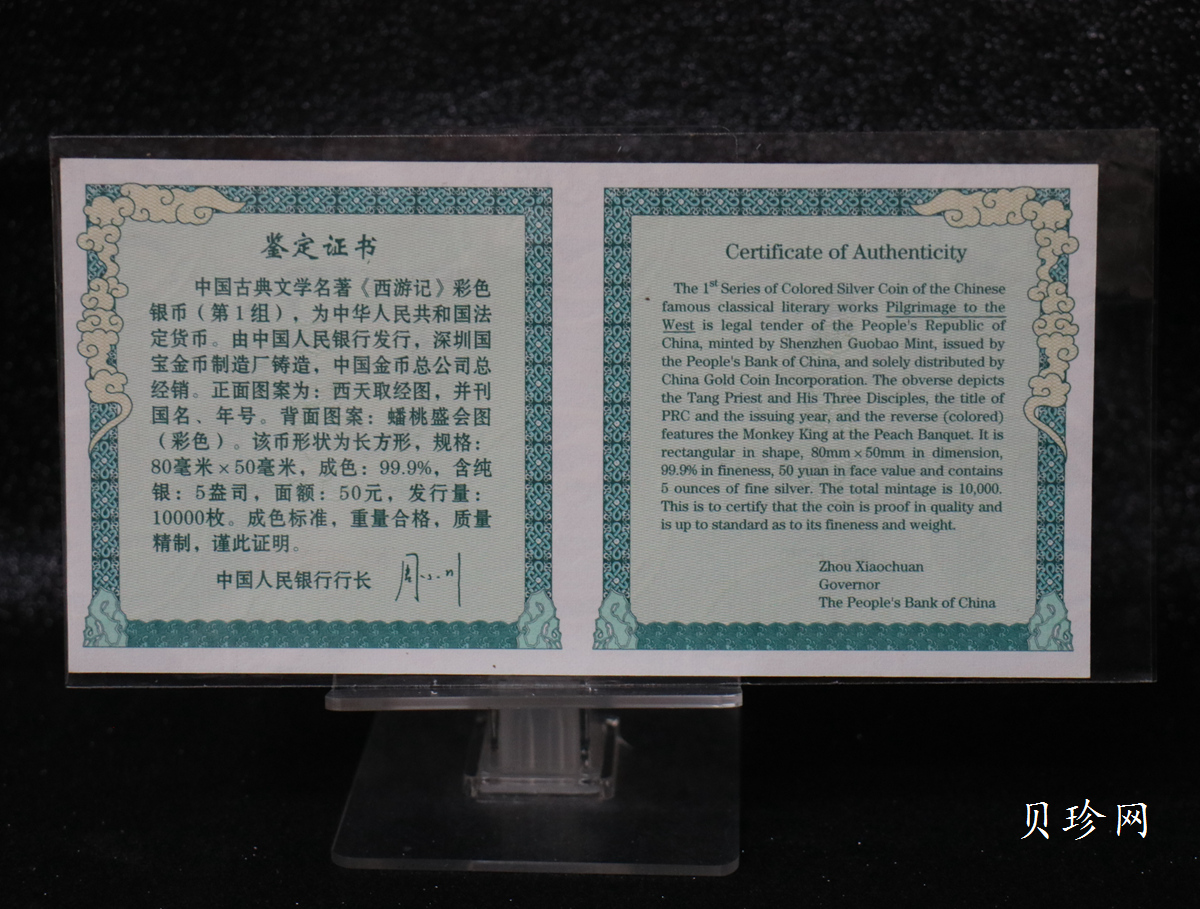 鉴定证书
中国古典文学名著《西游记》彩色
银币（第1组），为中华人民共和国法
定货币。由中国人民银行发行，深圳国
宝金币制造厂铸造，中国金币总公司总
经销。正面图案为：西天取经图，并刊
国名、年号。背面图案：蟠桃盛会图
（彩色）。该币形状为长方形，规格：
80毫米×50毫米，成色：99.9%，含纯
银：5盎司，面额：50元，发行量：
10000枚。成色标准，重量合格，质量
精制，谨此证明。
中国人民银行行长 周小川
Certificate of Authenticity
The 1st Series of Colored Silver Coin of the Chinese
famous classical literary works Pilgrimage to the
West is legal tender of the People's Republic of
China, minted by Shenzhen Guobao Mint, issued by
the People's Bank of China, and solely distributed by
China Gold Coin Incorporation. The obverse depicts
the Tang Priest and His Three Disciples, the title of
PRC and the issuing year, and the reverse (colored)
features the Monkey King at the Peach Banquet. It is
rectangular in shape, 80mm×50mm in dimension,
99.9% in fineness, 50 yuan in face value and contains
5 ounces of fine silver. The total mintage is 10,000.
This is to certify that the coin is proof in quality and
is up to standard as to its fineness and weight.
Zhou Xiaochuan
Governor
The People's Bank of China
贝珍网